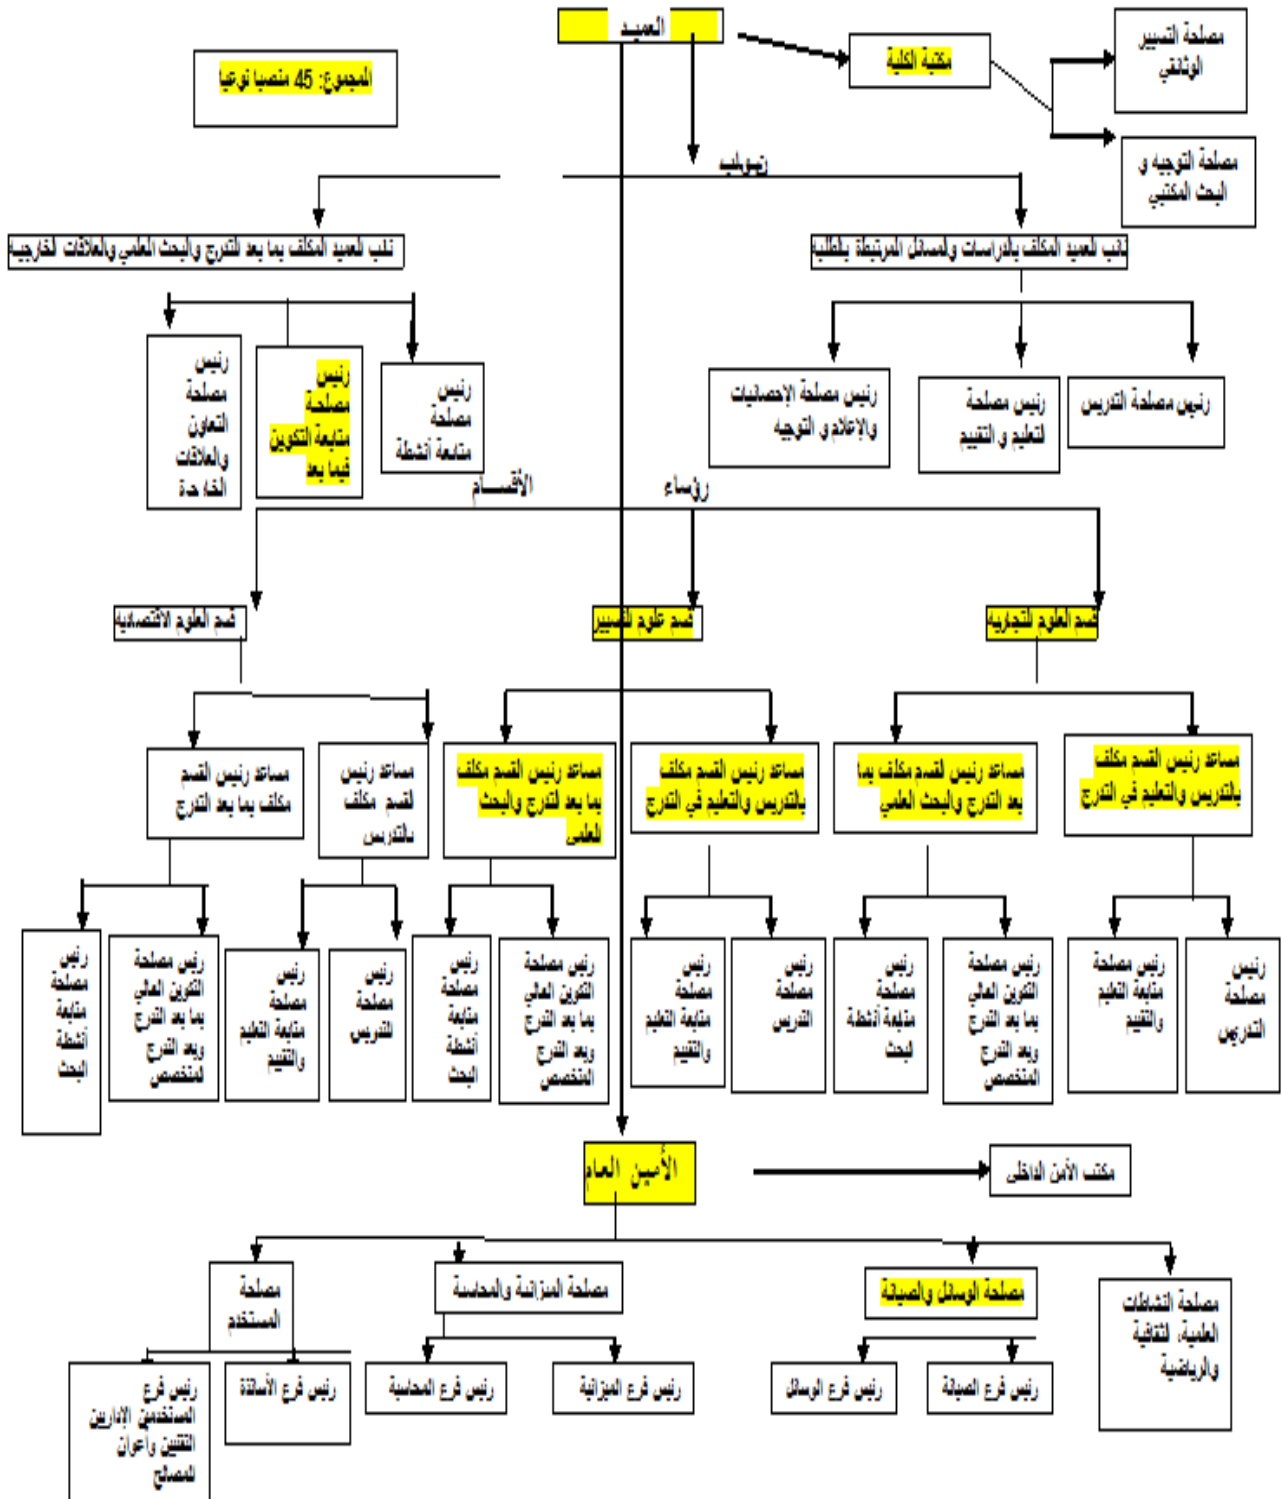 العميد
مصلحة التسيير
الوثائقي
مكتبة الكلية
المجموع: 45 منصبا نوعيا
مصلحة التوجيه و
البحث المكتبي
نائب العميد المكلف بالدراسات والمسائل المرتبطة بالطلبة
نائب العميد المكلف بما بعد التدرج والبحث العلمي والعلاقات الخارجية
رئيس مصلحة التدريس
رئيس مصلحة
التعليم و التقييم
رئيس مصلحة الإحصائيات
والإعلام و التوجيه
رئيس
مصلحة
متابعة أنشطة
رئيس
مصلحة
متابعة التكوين
فيما بعد
رئيس
مصلحة
التعاون
والعلاقات
رؤساء الأقســام
قسم العلوم التجارية
قسم علوم التسيير
قسم العلوم الاقتصادية
مساعد رئيس القسم مكلف
بالتدريس والتعليم في التدرج
مساعد رئيس القسم مكلف بما
بعد التدرج والبحث العلمي
مساعد رئيس القسم مكلف
بالتدريس والتعليم في التدرج
مساعد رئيس القسم مكلف
بما بعد التدرج والبحث
العلمي
مساعد رئيس
القسم مكلف
بالتدريس
مساعد رئيس القسم
مكلف بما بعد التدرج
رئيس
مصلحة
التدريس
رئيس مصلحة
متابعة التعليم
والتقييم
رئيس مصلحة
التكوين العالي
بما بعد التدرج
وبعد التدرج
المتخصص
رئيس
مصلحة
متابعة أنشطة
البحث
رئيس
مصلحة
التدريس
رئيس
مصلحة
متابعة التعليم
والتقييم
رئيس مصلحة
التكوين العالي
بما بعد التدرج
وبعد التدرج
المتخصص
رئيس
مصلحة
متابعة
أنشطة
البحث
رئيس
مصلحة
التدريس
رئيس
مصلحة
متابعة التعليم
والتقييم
رئيس مصلحة
التكوين العالي
بما بعد التدرج
وبعد التدرج
المتخصص
رئيس
مصلحة
متابعة
أنشطة
البحث
الأمين العام
مكتب الأمن الداخلي
مصلحة النشاطات
العلمية، الثقافية
والرياضية
مصلحة الوسائل والصيانة
مصلحة الميزانية والمحاسبة
مصلحة
المستخدم
رئيس فرع الصيانة
رئيس فرع الوسائل
رئيس فرع الميزانية
رئيس فرع المحاسبة
رئيس فرع الأساتذة
رئيس فرع
المستخدمين الإداريين
التقنيين وأعوان
المصالح